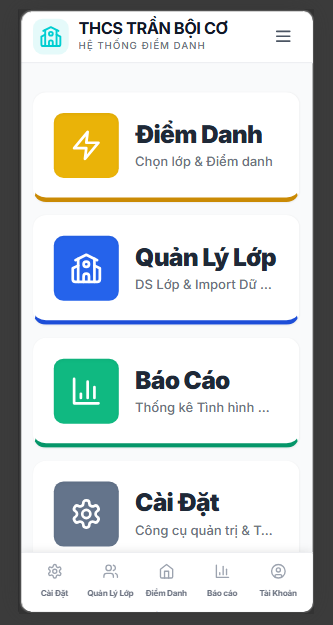 THCS TRẦN BỘI CƠ
HỆ THỐNG ĐIỂM DANH
Điểm Danh
Chọn lớp & Điểm danh
Quản Lý Lớp
DS Lớp & Import Dữ ...
Báo Cáo
Thống kê Tình hình ...
Cài Đặt
Công cụ quản trị & T...
Cài Đặt
Quản Lý Lớp
Điểm Danh
Báo cáo
Tài Khoản